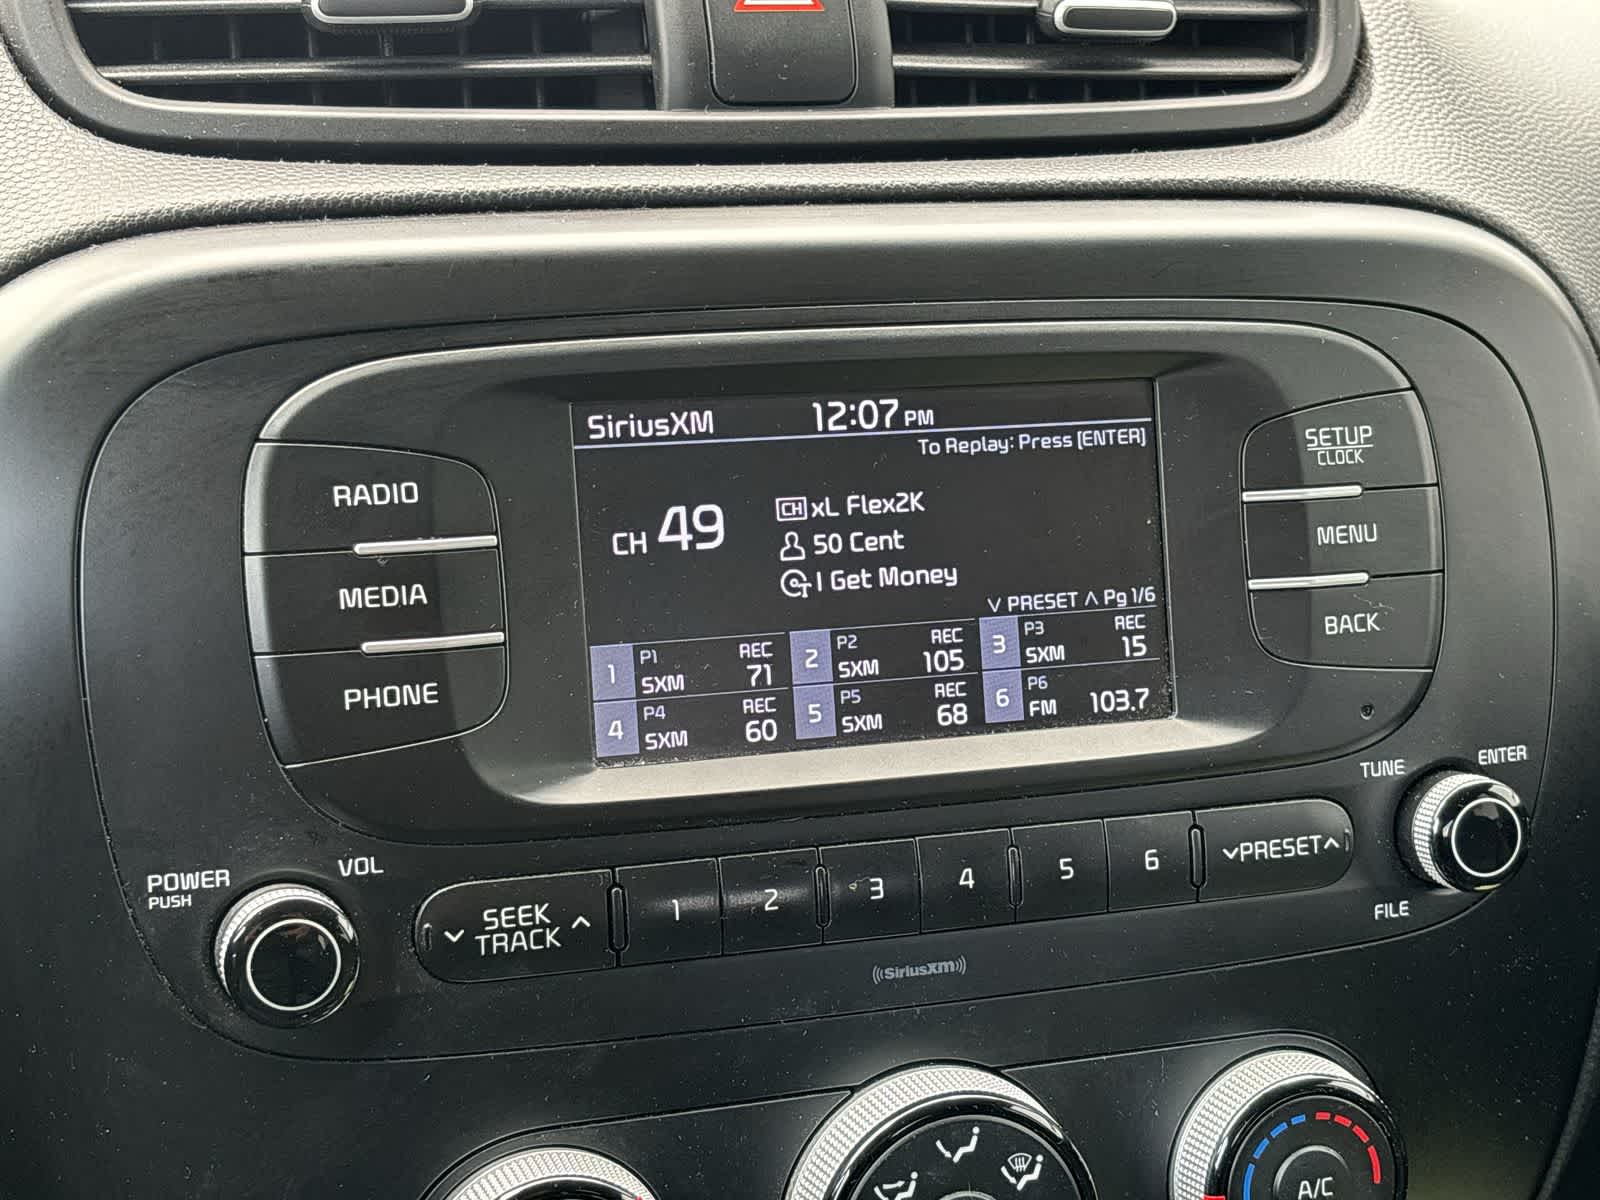 SiriusXM 12:07 PM
To Replay: Press [ENTER]
CH 49
CH xL Flex2K
50 Cent
I Get Money
PRESET Pg 1/6
1 P1 SXM REC 71
2 P2 SXM REC 105
3 P3 SXM REC 15
4 P4 SXM REC 60
5 P5 SXM REC 68
6 P6 FM 103.7
RADIO
MEDIA
PHONE
SETUP
CLOCK
MENU
BACK
POWER
PUSH
VOL
SEEK
TRACK
1 2 3 4 5 6
PRESET
TUNE
ENTER
FILE
((SiriusXM))
A/C